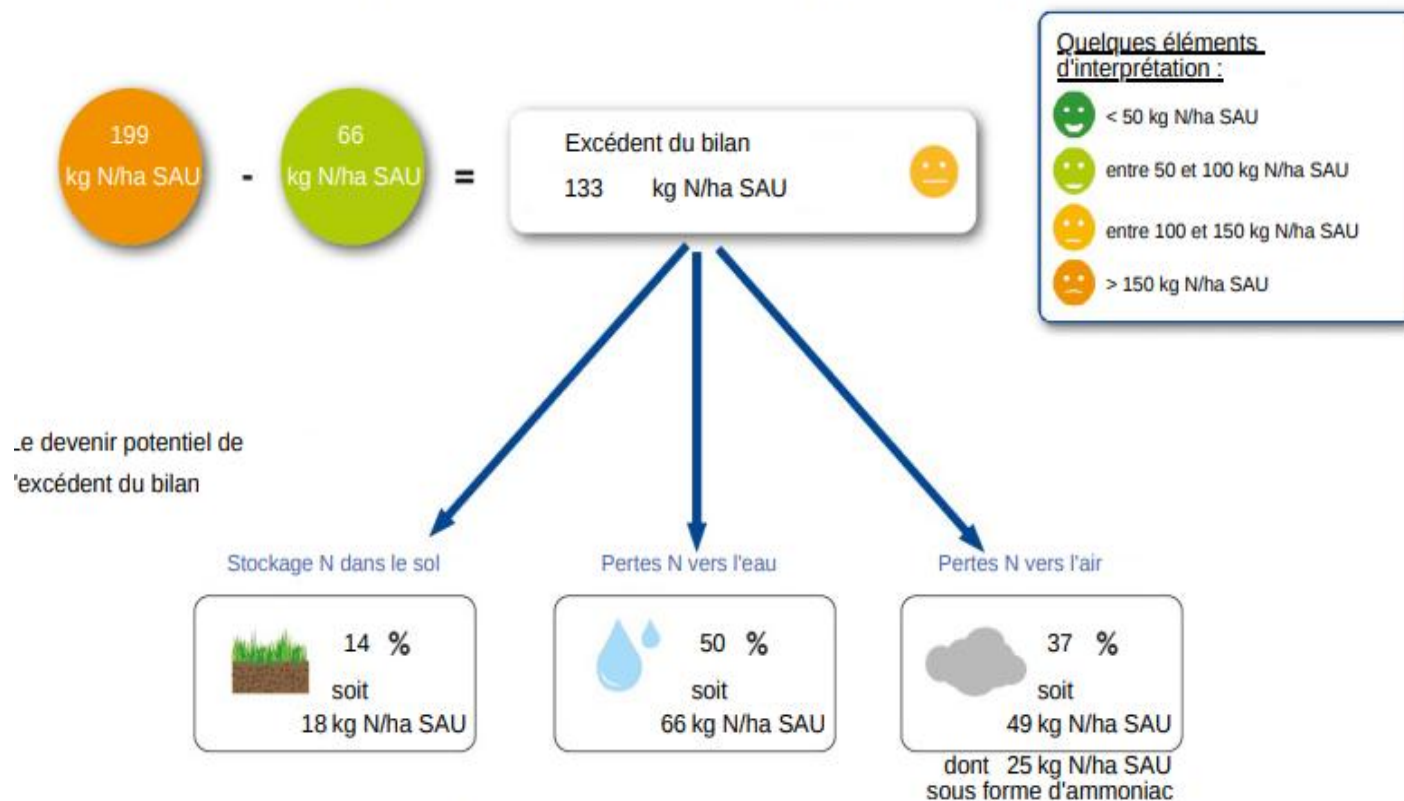 199
kg N/ha SAU
-
66
kg N/ha SAU
=
Excédent du bilan
133 kg N/ha SAU
Quelques éléments
d'interprétation :
< 50 kg N/ha SAU
entre 50 et 100 kg N/ha SAU
entre 100 et 150 kg N/ha SAU
> 150 kg N/ha SAU
Le devenir potentiel de
'excédent du bilan
Stockage N dans le sol
14 %
soit
18 kg N/ha SAU
Pertes N vers l'eau
50 %
soit
66 kg N/ha SAU
Pertes N vers l'air
37 %
soit
49 kg N/ha SAU
dont 25 kg N/ha SAU
sous forme d'ammoniac